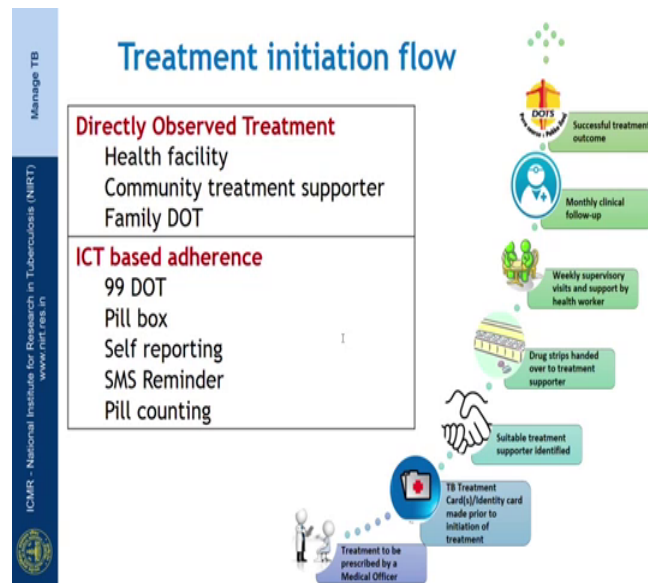 Manage TB
ICMR - National Institute for Research in Tuberculosis (NIRT)
www.nirt.res.in
Treatment initiation flow
Directly Observed Treatment
Health facility
Community treatment supporter
Family DOT
ICT based adherence
99 DOT
Pill box
Self reporting
SMS Reminder
Pill counting
DOTS
Successful treatment
outcome
Monthly clinical
follow-up
Weekly supervisory
visits and support by
health worker
Drug strips handed
over to treatment
supporter
Suitable treatment
supporter identified
TB Treatment
Card(s)/Identity card
made prior to
initiation of
treatment
Treatment to be
prescribed by a
Medical Officer